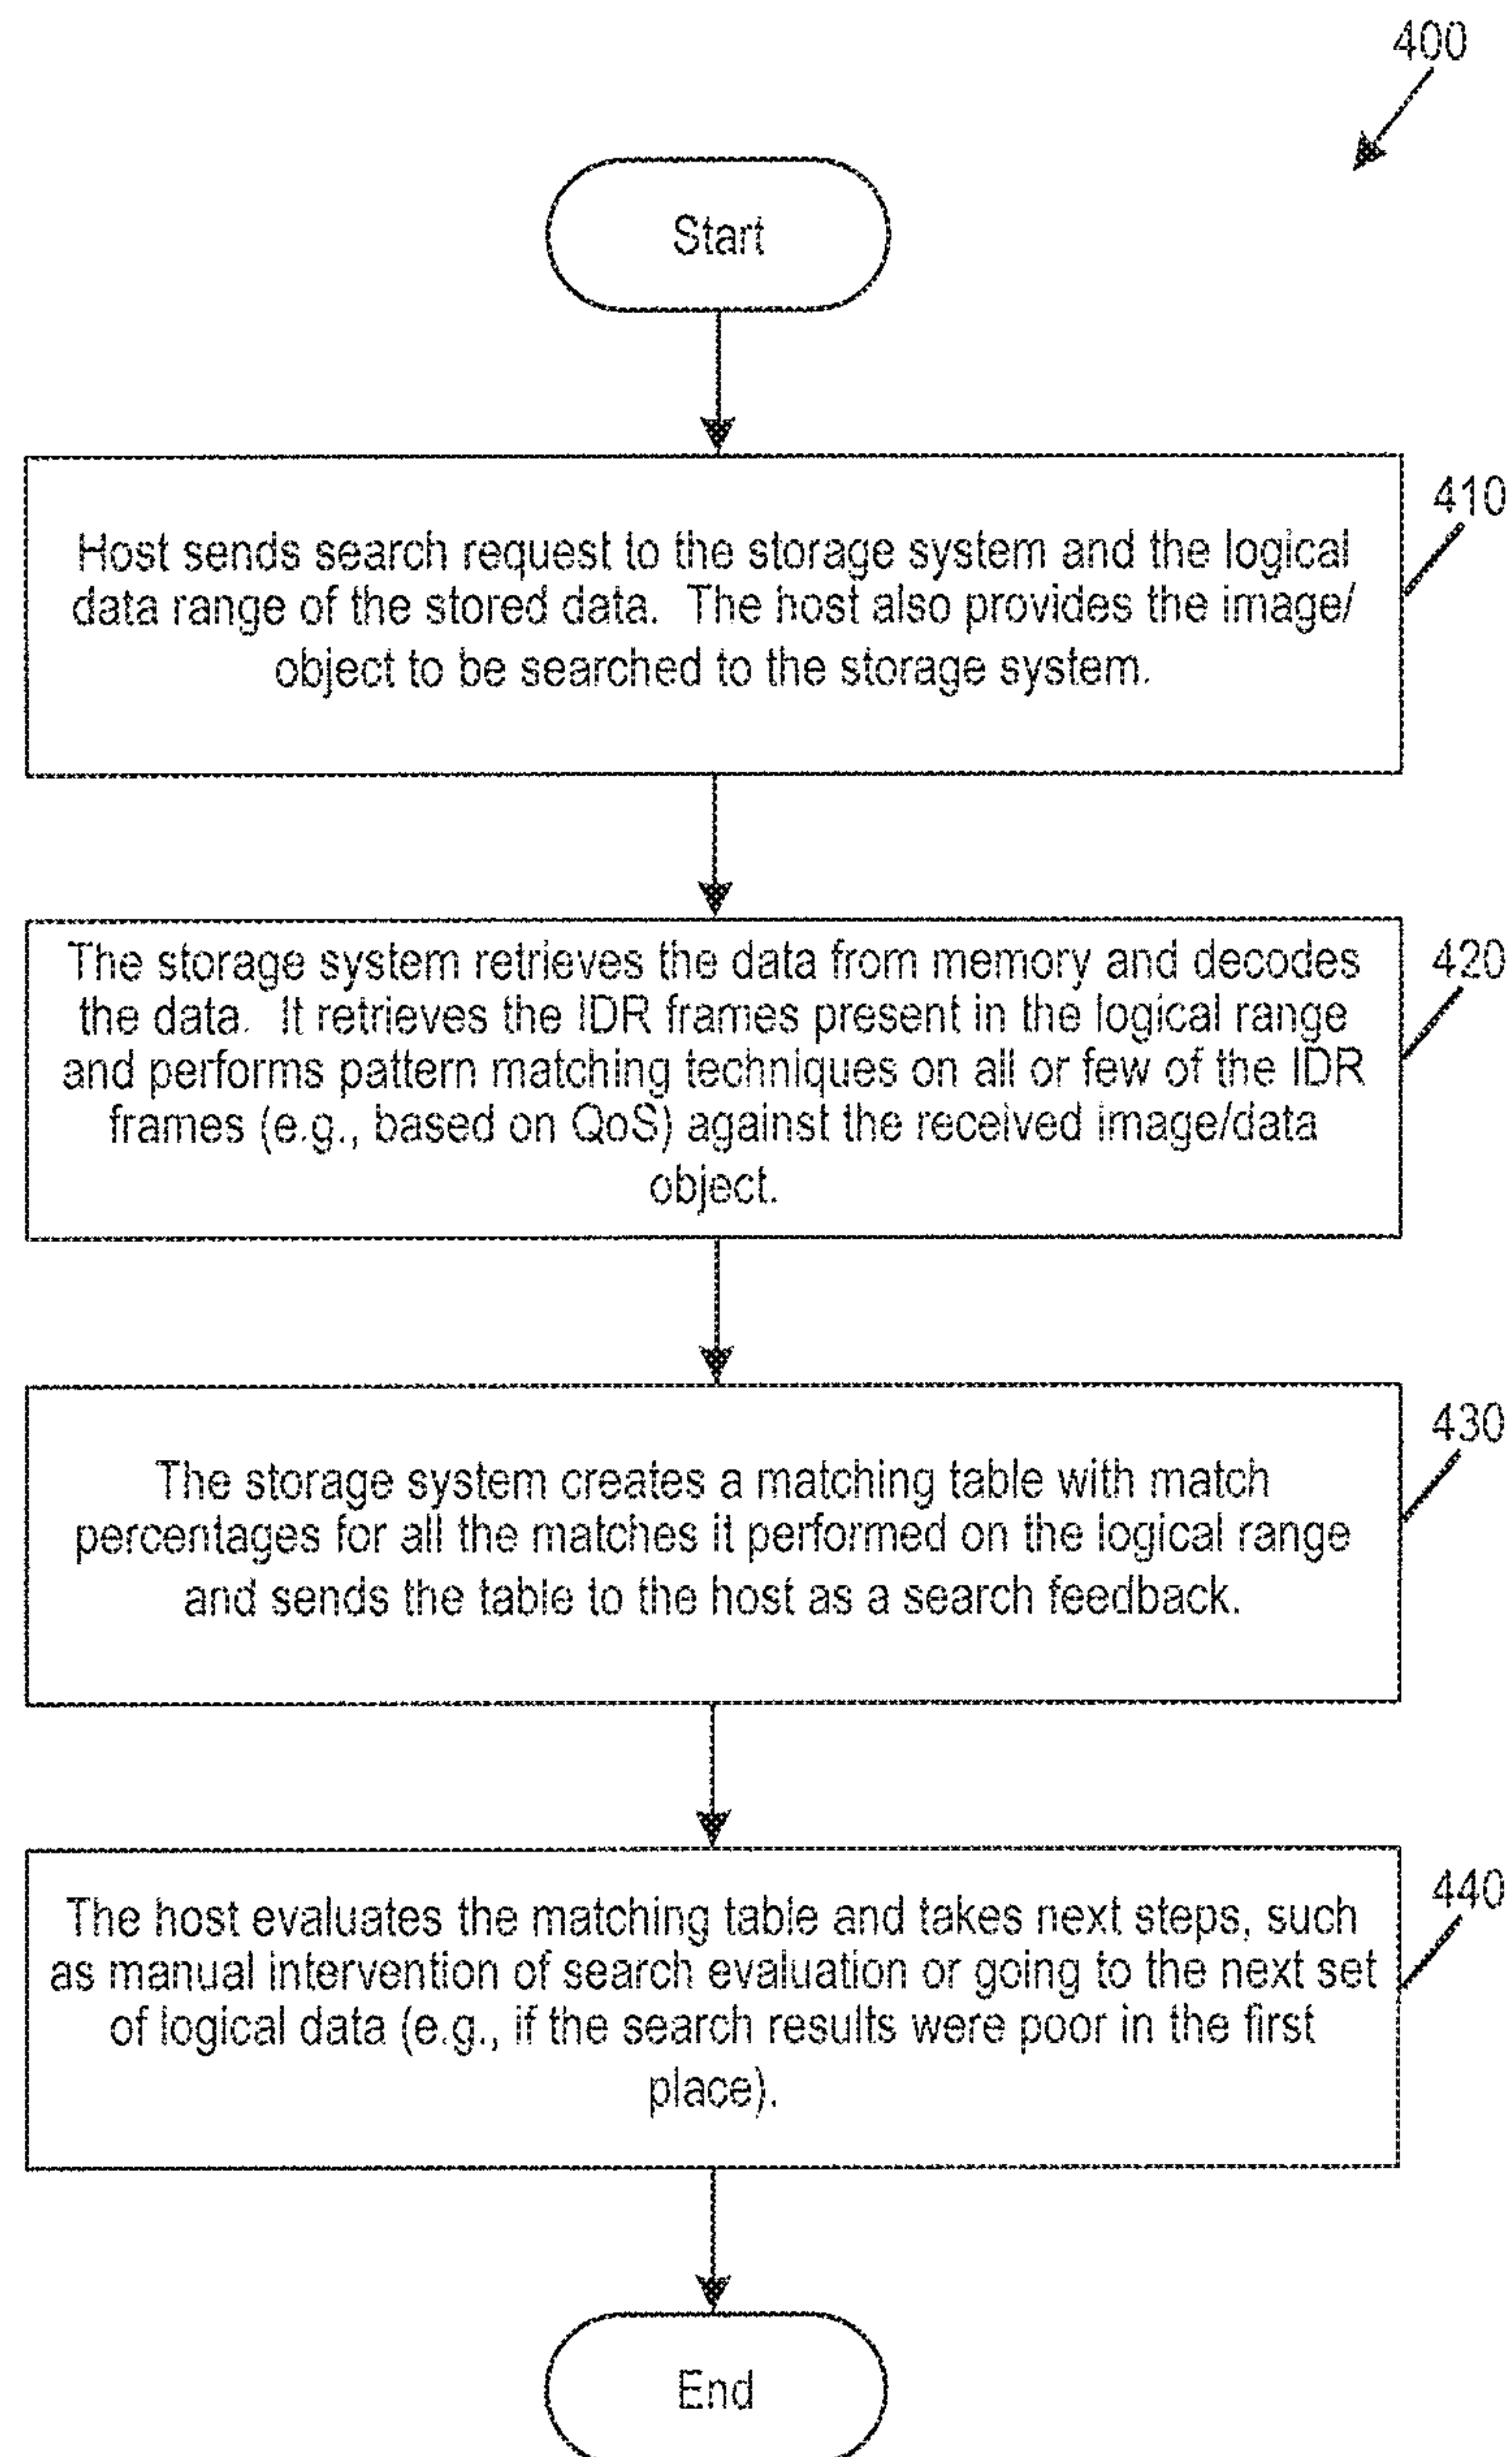 400
Start
410
Host sends search request to the storage system and the logical
data range of the stored data. The host also provides the image/
object to be searched to the storage system.
420
The storage system retrieves the data from memory and decodes
the data. It retrieves the IDR frames present in the logical range
and performs pattern matching techniques on all or few of the IDR
frames (e.g., based on QoS) against the received image/data
object.
430
The storage system creates a matching table with match
percentages for all the matches it performed on the logical range
and sends the table to the host as a search feedback.
440
The host evaluates the matching table and takes next steps, such
as manual intervention of search evaluation or going to the next set
of logical data (e.g., if the search results were poor in the first
place).
End